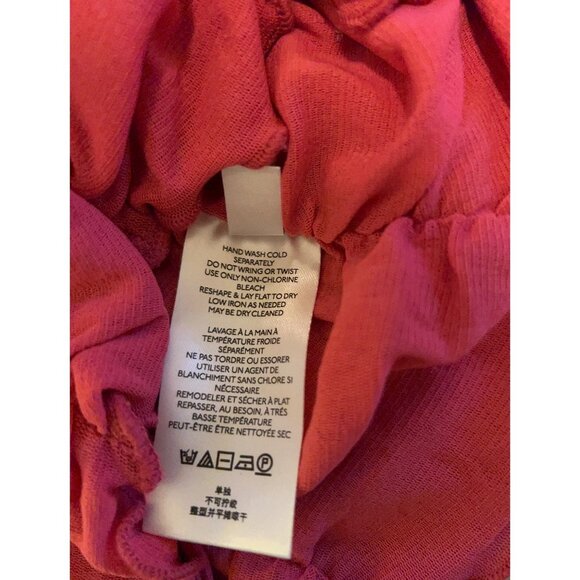 HAND WASH COLD
SEPARATELY
DO NOT WRING OR TWIST
USE ONLY NON-CHLORINE
BLEACH
RESHAPE & LAY FLAT TO DRY
LOW IRON AS NEEDED
MAY BE DRY CLEANED
LAVAGE À LA MAIN À
TEMPÉRATURE FROIDE
SÉPARÉMENT
NE PAS TORDRE OU ESSORER
UTILISER UN AGENT DE
BLANCHIMENT SANS CHLORE SI
NÉCESSAIRE
REMODELER ET SÉCHER À PLAT
REPASSER, AU BESOIN, À TRÈS
BASSE TEMPÉRATURE
PEUT-ÊTRE ÊTRE NETTOYÉE SEC
P
单独
不可拧绞
整型并平摊晾干